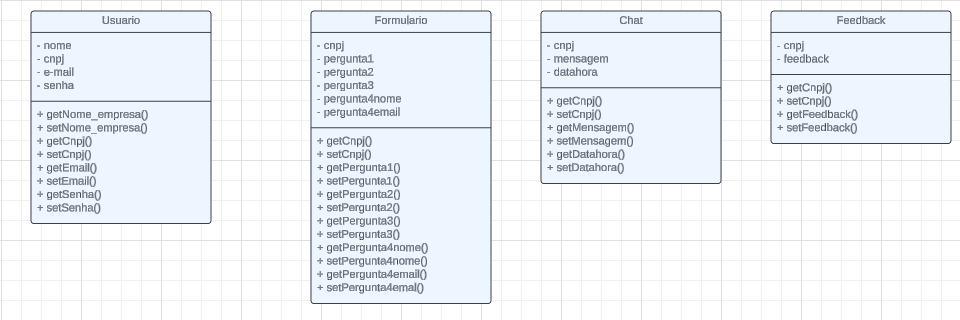 Usuario
- nome
- cnpj
- e-mail
- senha
+ getNome_empresa()
+ setNome_empresa()
+ getCnpj()
+ setCnpj()
+ getEmail()
+ setEmail()
+ getSenha()
+ setSenha()
Formulario
- cnpj
- pergunta1
- pergunta2
- pergunta3
- pergunta4nome
- pergunta4email
+ getCnpj()
+ setCnpj()
+ getPergunta1()
+ setPergunta1()
+ getPergunta2()
+ setPergunta2()
+ getPergunta3()
+ setPergunta3()
+ getPergunta4nome()
+ setPergunta4nome()
+ getPergunta4email()
+ setPergunta4emal()
Chat
- cnpj
- mensagem
- datahora
+ getCnpj()
+ setCnpj()
+ getMensagem()
+ setMensagem()
+ getDatahora()
+ setDatahora()
Feedback
- cnpj
- feedback
+ getCnpj()
+ setCnpj()
+ getFeedback()
+ setFeedback()